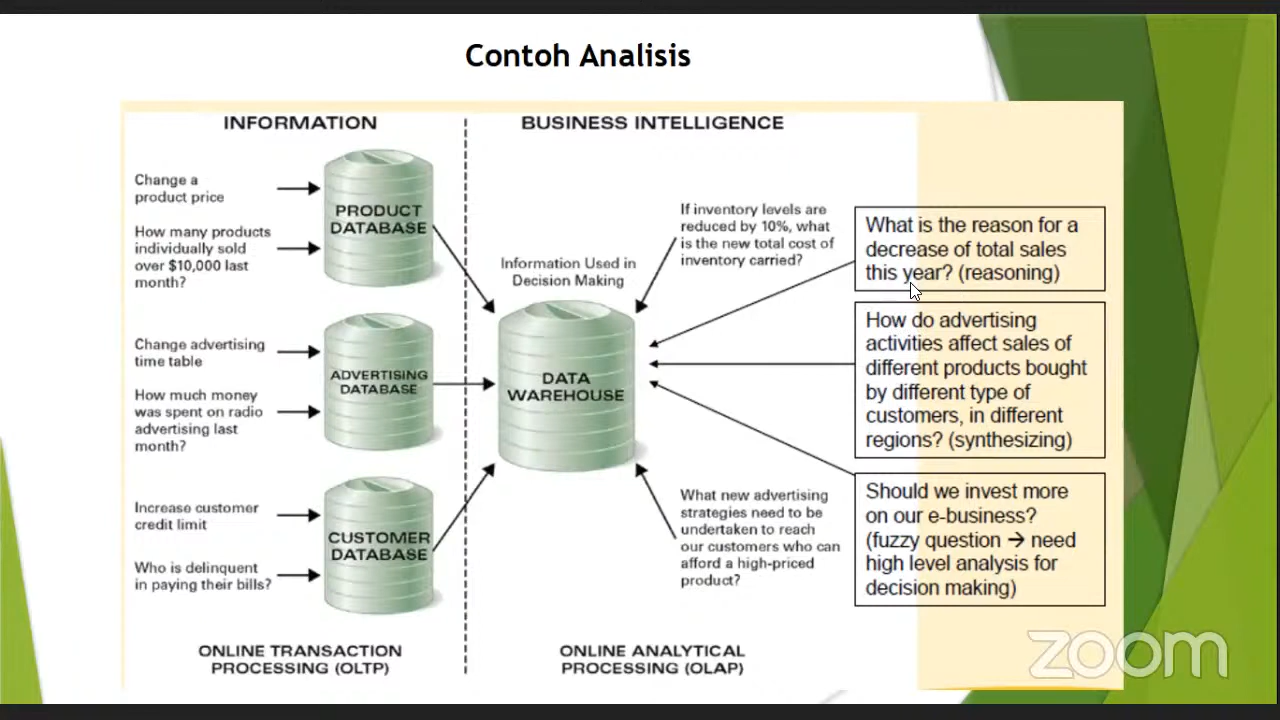 Contoh Analisis
INFORMATION
BUSINESS INTELLIGENCE
Change a
product price
How many products
individually sold
over $10,000 last
month?
PRODUCT
DATABASE
Change advertising
time table
How much money
was spent on radio
advertising last
month?
ADVERTISING
DATABASE
Increase customer
credit limit
Who is delinquent
in paying their bills?
CUSTOMER
DATABASE
ONLINE TRANSACTION
PROCESSING (OLTP)
Information Used in
Decision Making
DATA
WAREHOUSE
If inventory levels are
reduced by 10%, what
is the new total cost of
inventory carried?
What new advertising
strategies need to be
undertaken to reach
our customers who can
afford a high-priced
product?
ONLINE ANALYTICAL
PROCESSING (OLAP)
What is the reason for a
decrease of total sales
this year? (reasoning)
How do advertising
activities affect sales of
different products bought
by different type of
customers, in different
regions? (synthesizing)
Should we invest more
on our e-business?
(fuzzy question → need
high level analysis for
decision making)
zoom